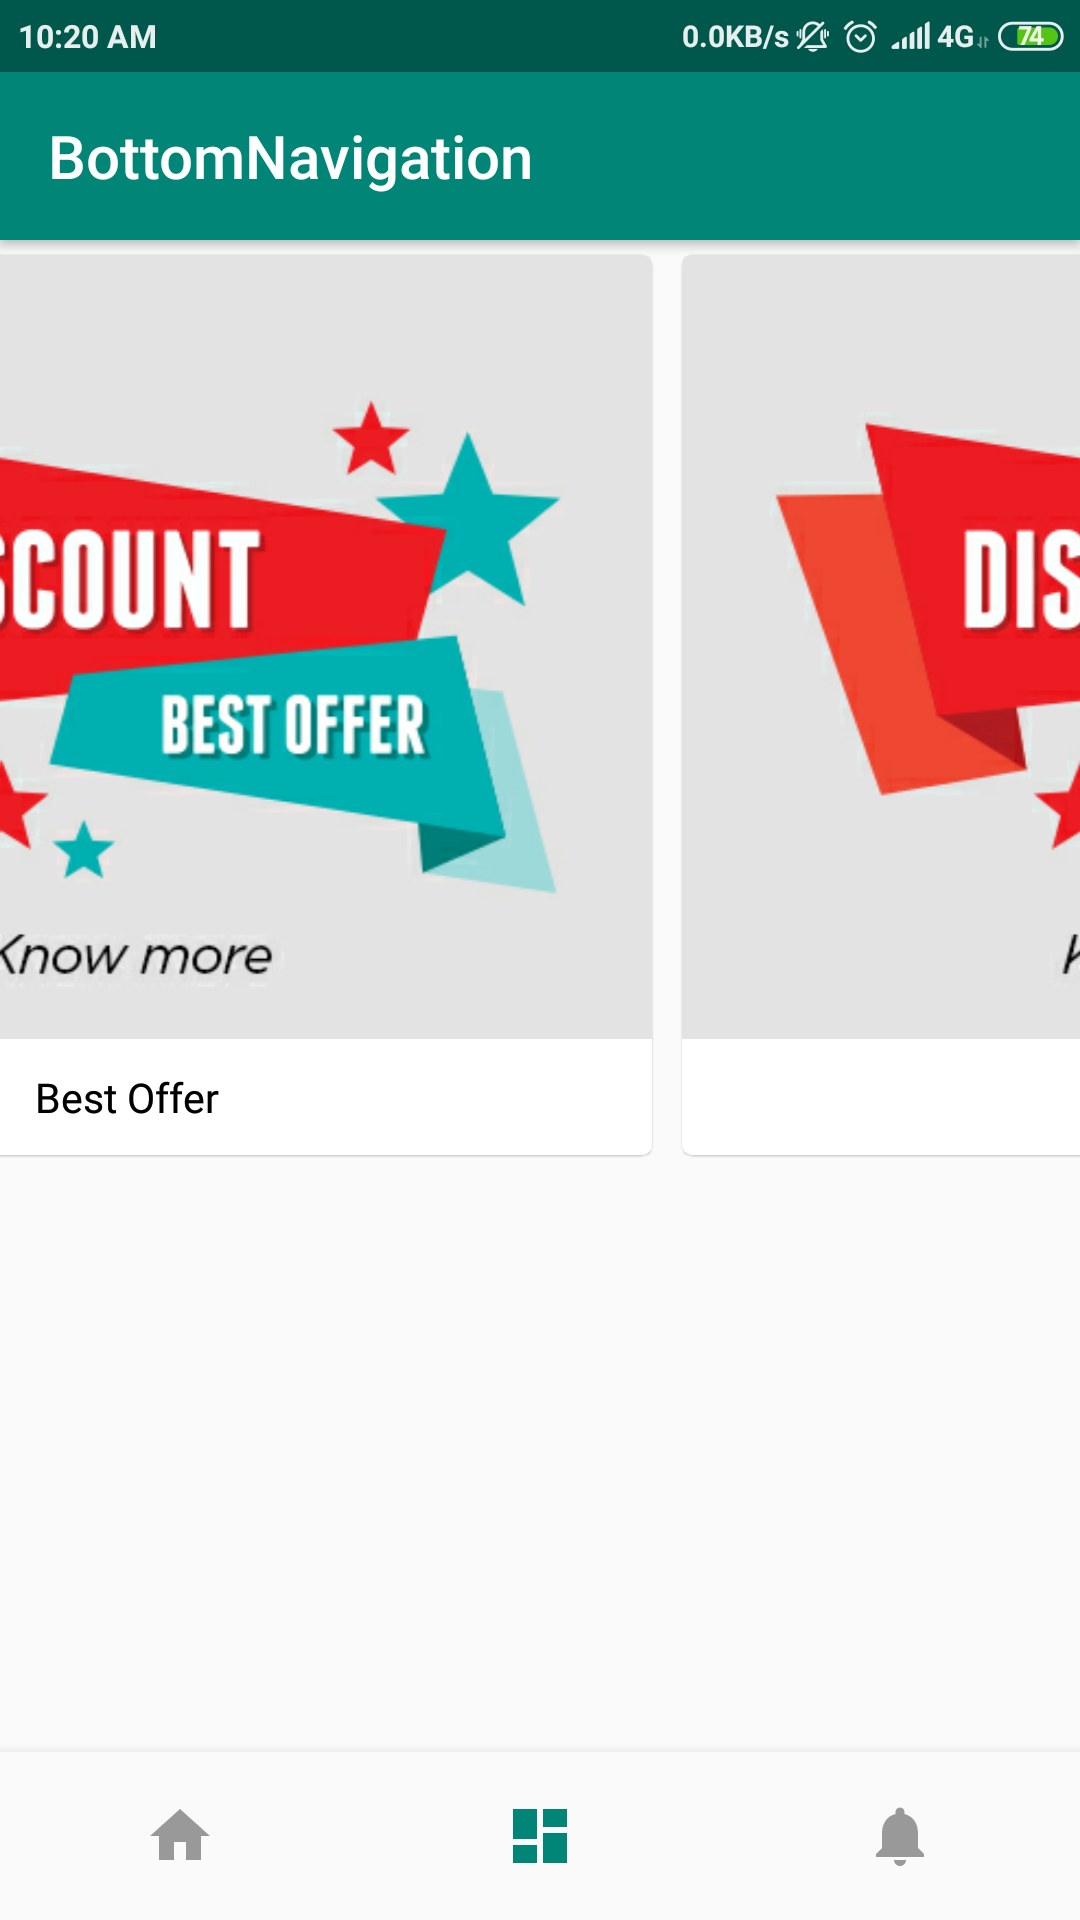 10:20 AM 0.0KB/s 4G 74
BottomNavigation
SCOUNT
DIS
BEST OFFER
Know more
K
Best Offer